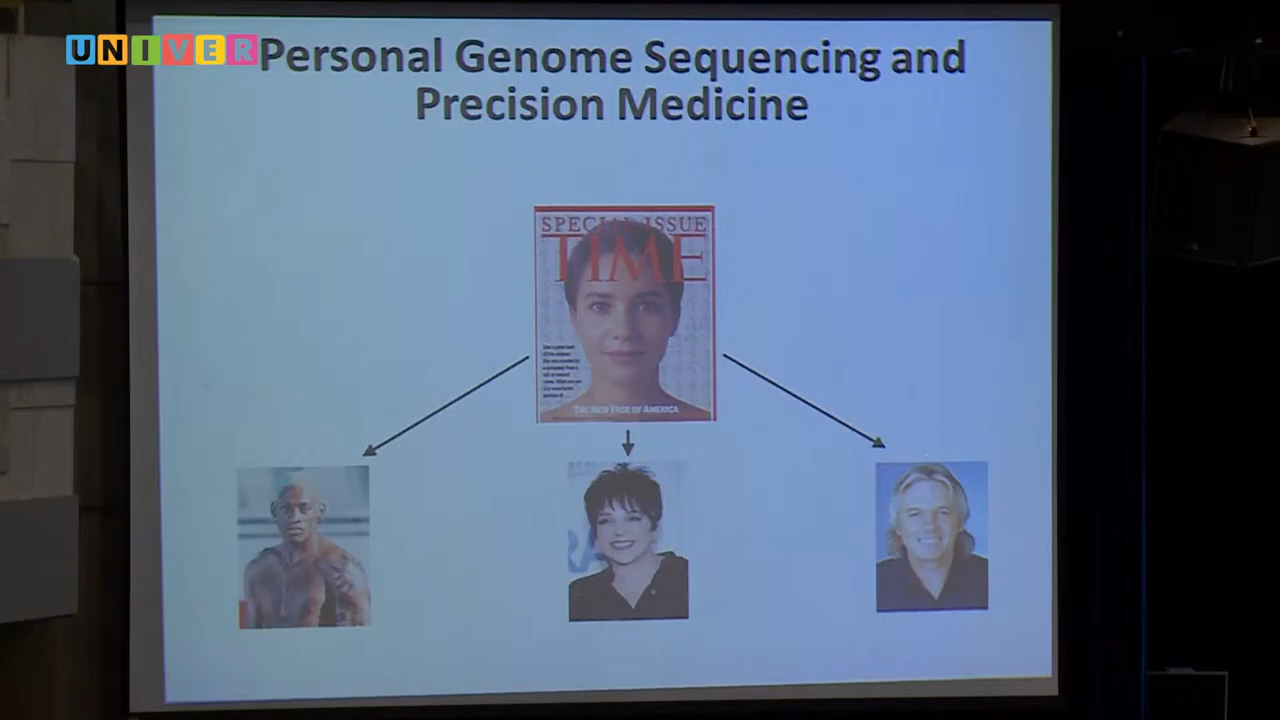 UNIVER
Personal Genome Sequencing and
Precision Medicine
SPECIAL ISSUE
TIME
THE NEW FACE OF AMERICA